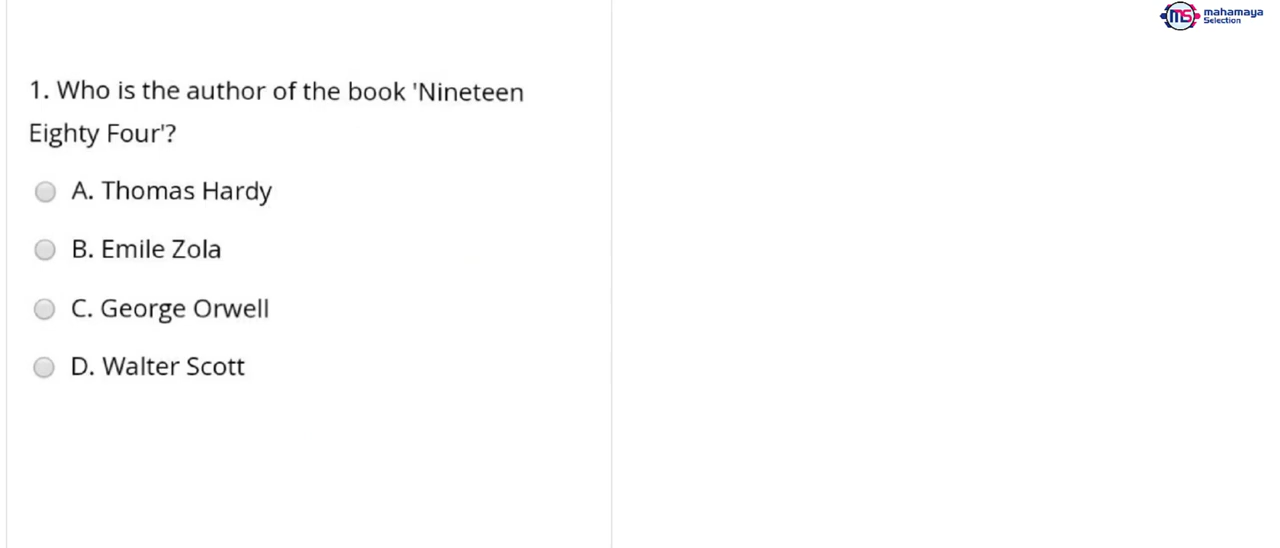 mahamaya
Selection
1. Who is the author of the book 'Nineteen
Eighty Four'?
A. Thomas Hardy
B. Emile Zola
C. George Orwell
D. Walter Scott